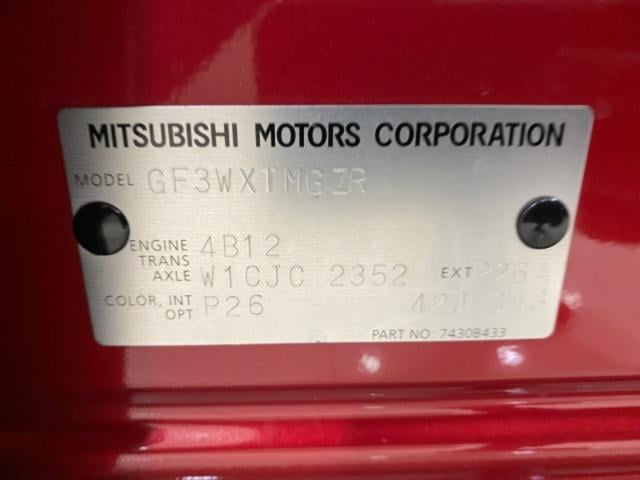 MITSUBISHI MOTORS CORPORATION
MODEL GF3WXTMGZR
ENGINE 4B12
TRANS
AXLE W1CJC 2352 EXT P26A
COLOR, INT P26
OPT
PART NO: 74308433